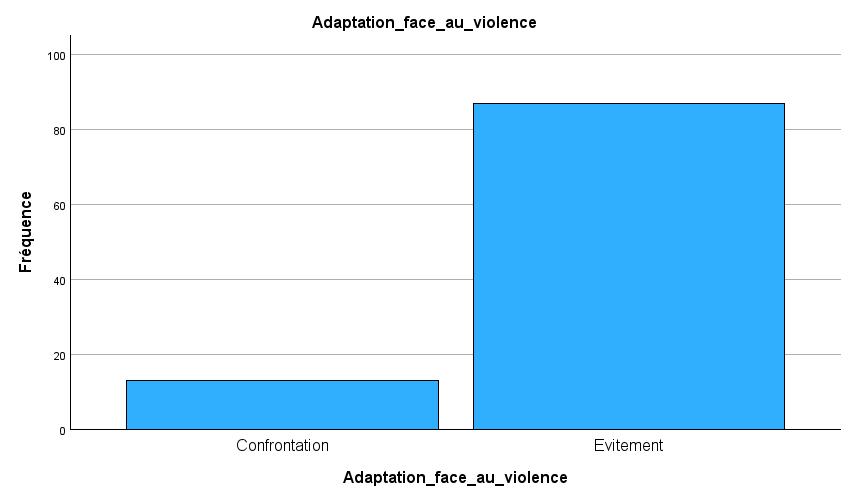 Adaptation_face_au_violence
100
80
60
40
20
0
Fréquence
Confrontation
Evitement
Adaptation_face_au_violence